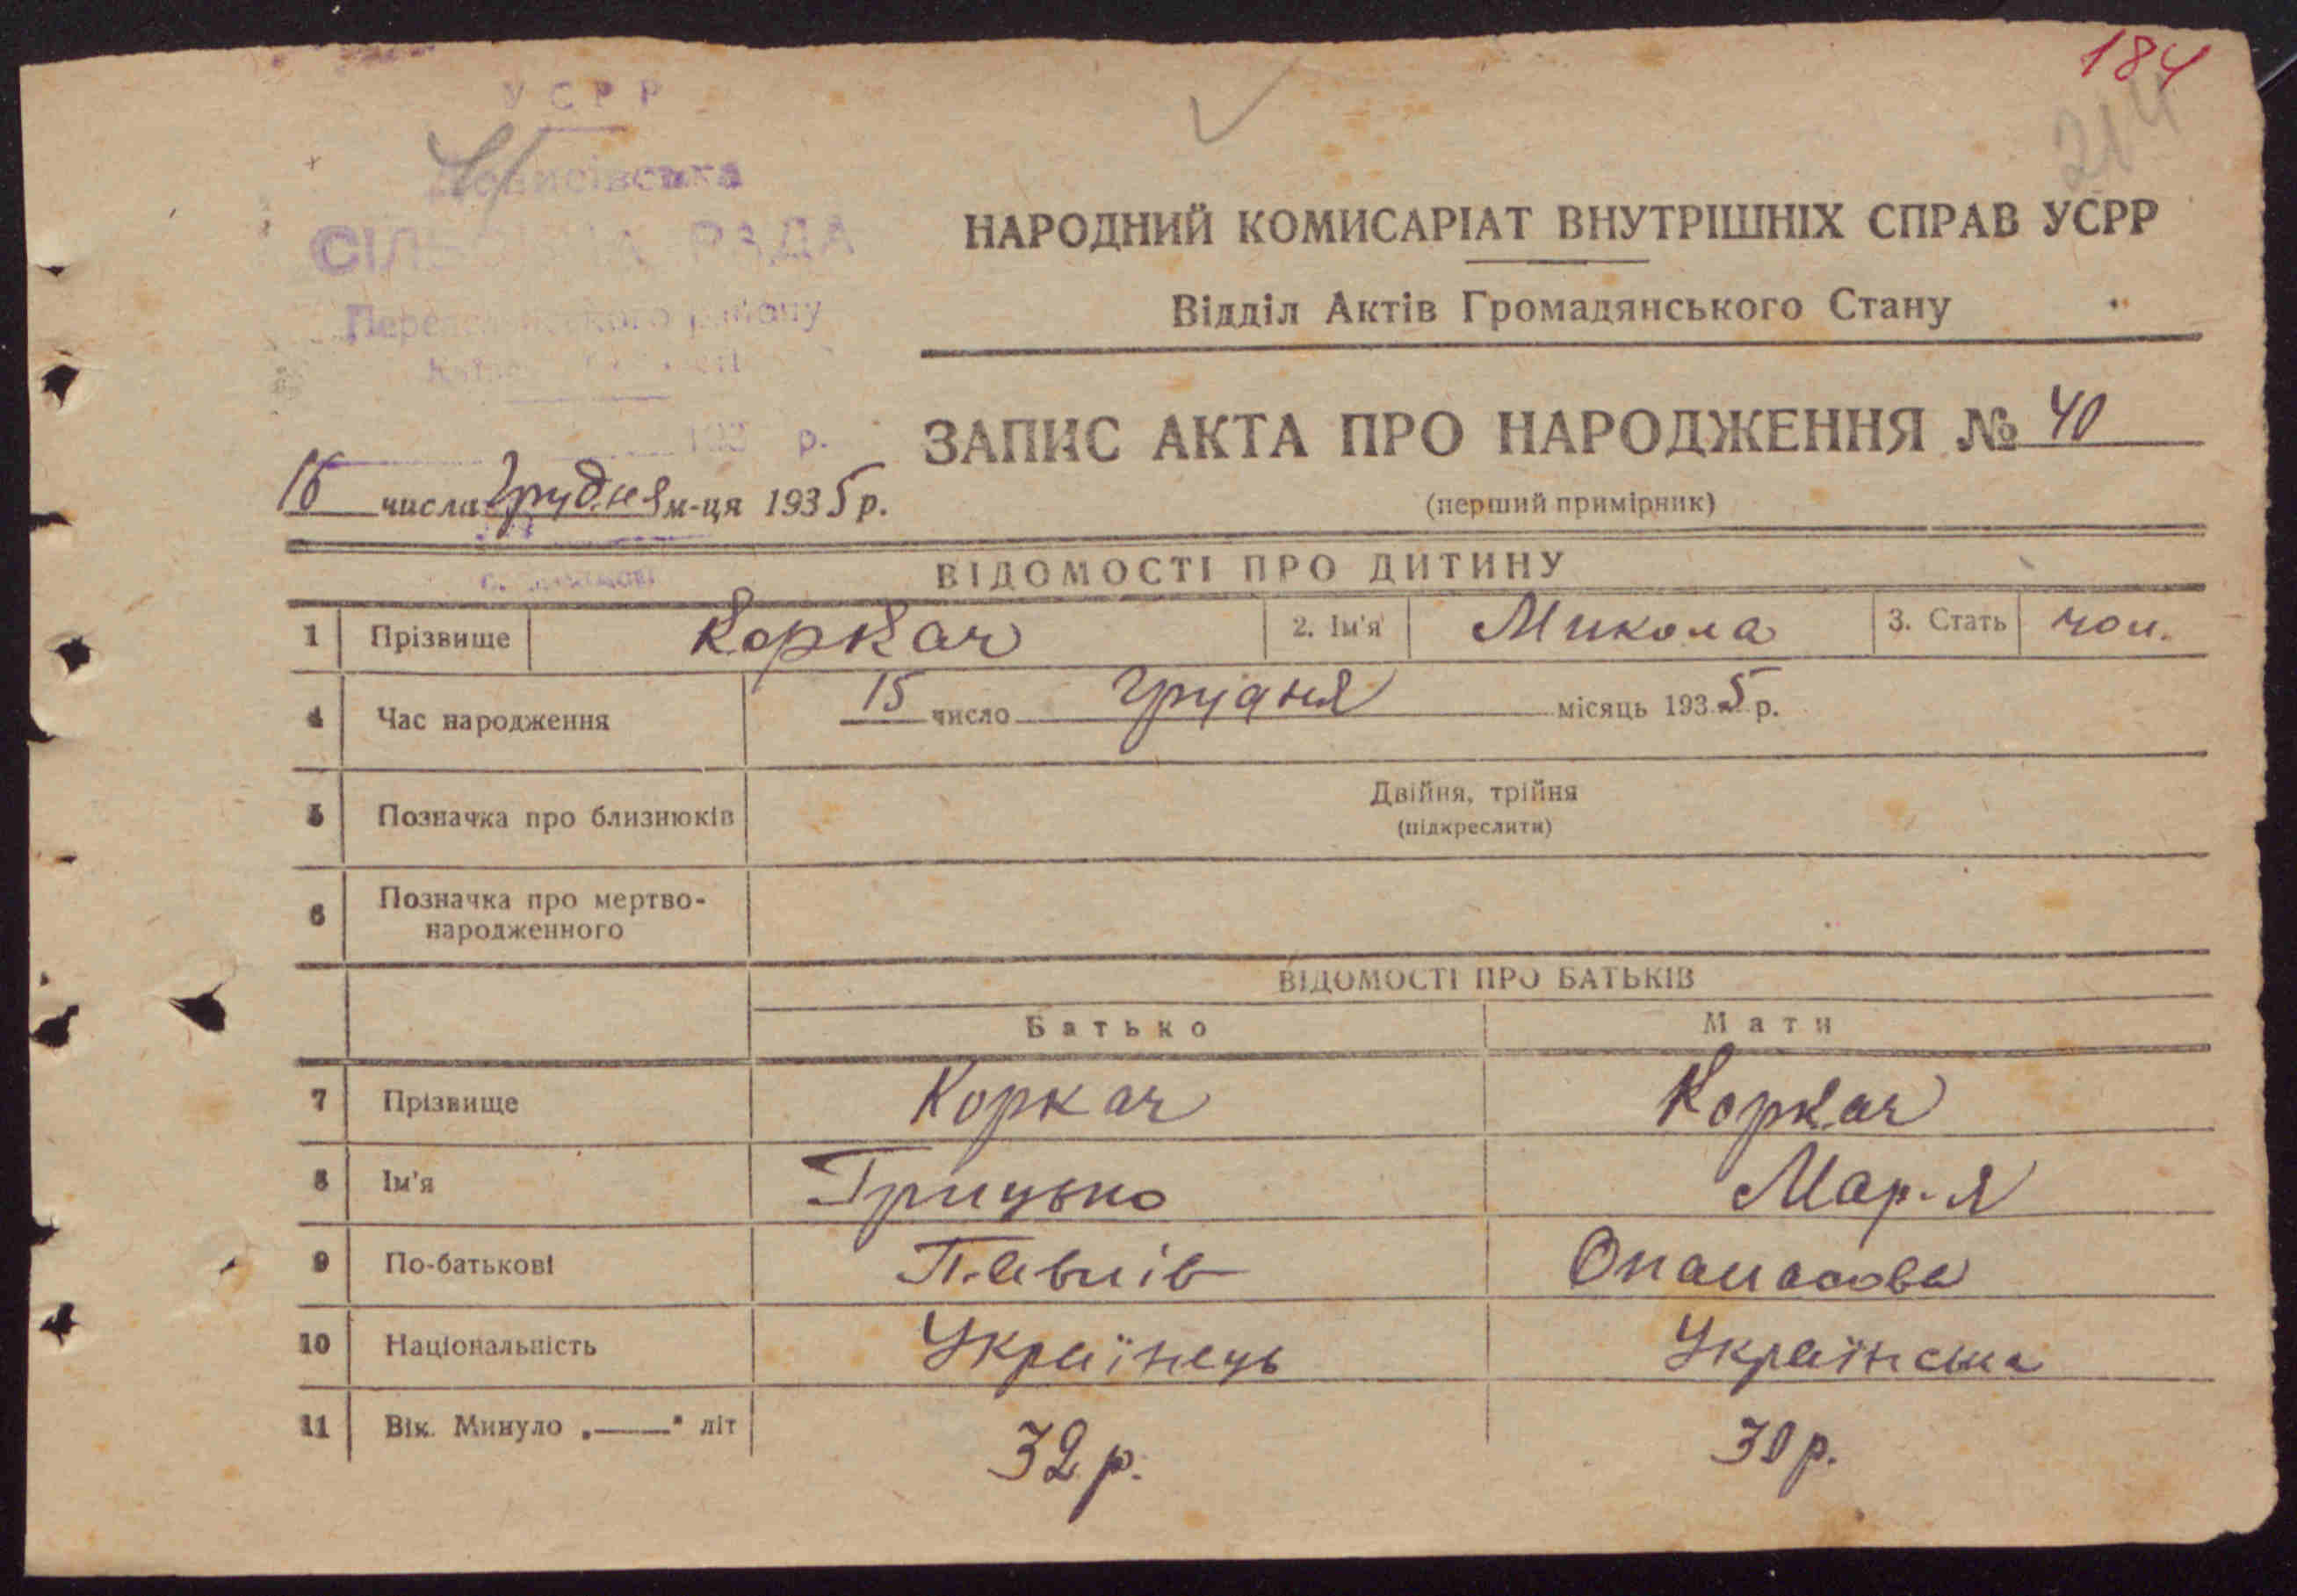 184
214
УСРР
СІЛЬСЬКА РАДА
району
193 р.
НАРОДНИЙ КОМИСАРІАТ ВНУТРІШНІХ СПРАВ УСРР
Відділ Актів Громадянського Стану
ЗАПИС АКТА ПРО НАРОДЖЕННЯ № 40
(перший примірник)
16 числа Грудня м-ця 1935 р.
ВІДОМОСТІ ПРО ДИТИНУ
1 Прізвище Коркач 2. Ім'я Микола 3. Стать чол.
4 Час народження 15 число Грудня місяць 1935 р.
5 Позначка про близнюків Двійня, трійня
(підкреслити)
6 Позначка про мертво-
народженного
ВІДОМОСТІ ПРО БАТЬКІВ
Батько Мати
7 Прізвище Коркач Коркач
8 Ім'я Грицько Мар-я
9 По-батькові Павлів Опанасова
10 Національність Українець Українська
11 Вік. Минуло „——" літ 32 р. 30 р.